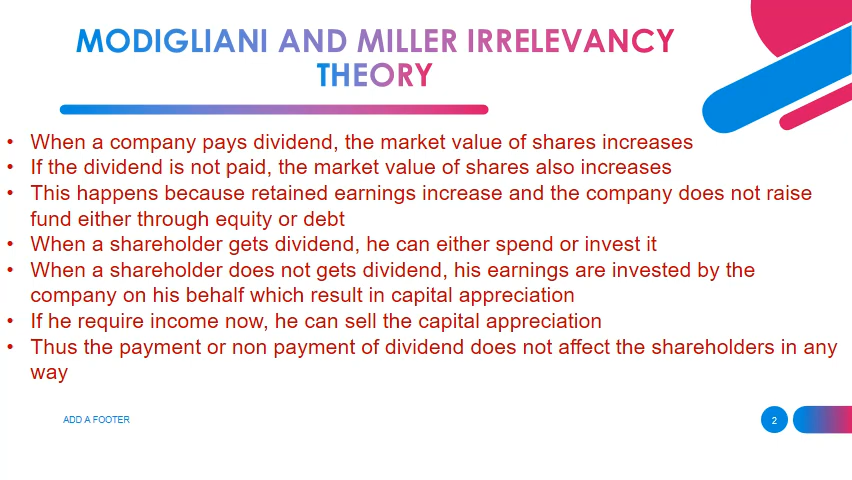 MODIGLIANI AND MILLER IRRELEVANCY
THEORY
• When a company pays dividend, the market value of shares increases
• If the dividend is not paid, the market value of shares also increases
• This happens because retained earnings increase and the company does not raise
fund either through equity or debt
• When a shareholder gets dividend, he can either spend or invest it
• When a shareholder does not gets dividend, his earnings are invested by the
company on his behalf which result in capital appreciation
• If he require income now, he can sell the capital appreciation
• Thus the payment or non payment of dividend does not affect the shareholders in any
way
ADD A FOOTER
2